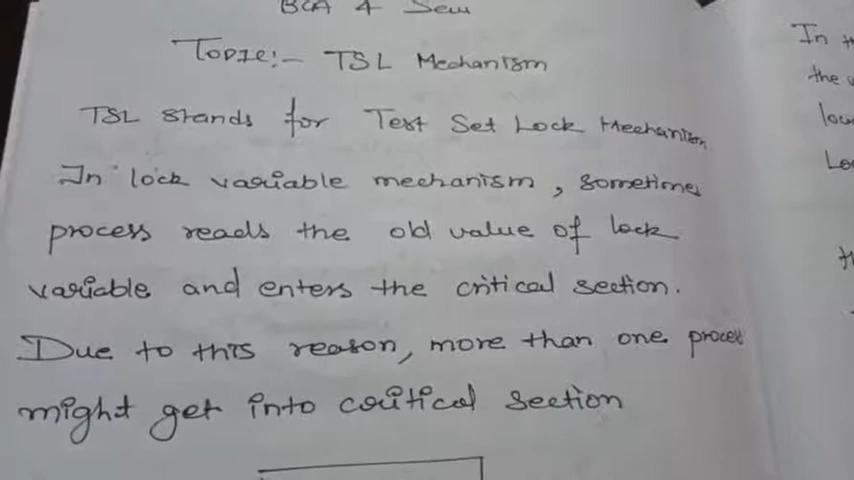 BCA 4 Sem
Topic:- TSL Mechanism
TSL stands for Test Set Lock Mechanism
In lock variable mechanism, sometimes
process reads the old value of lock
variable and enters the critical section.
Due to this reason, more than one process
might get into critical section
In
the